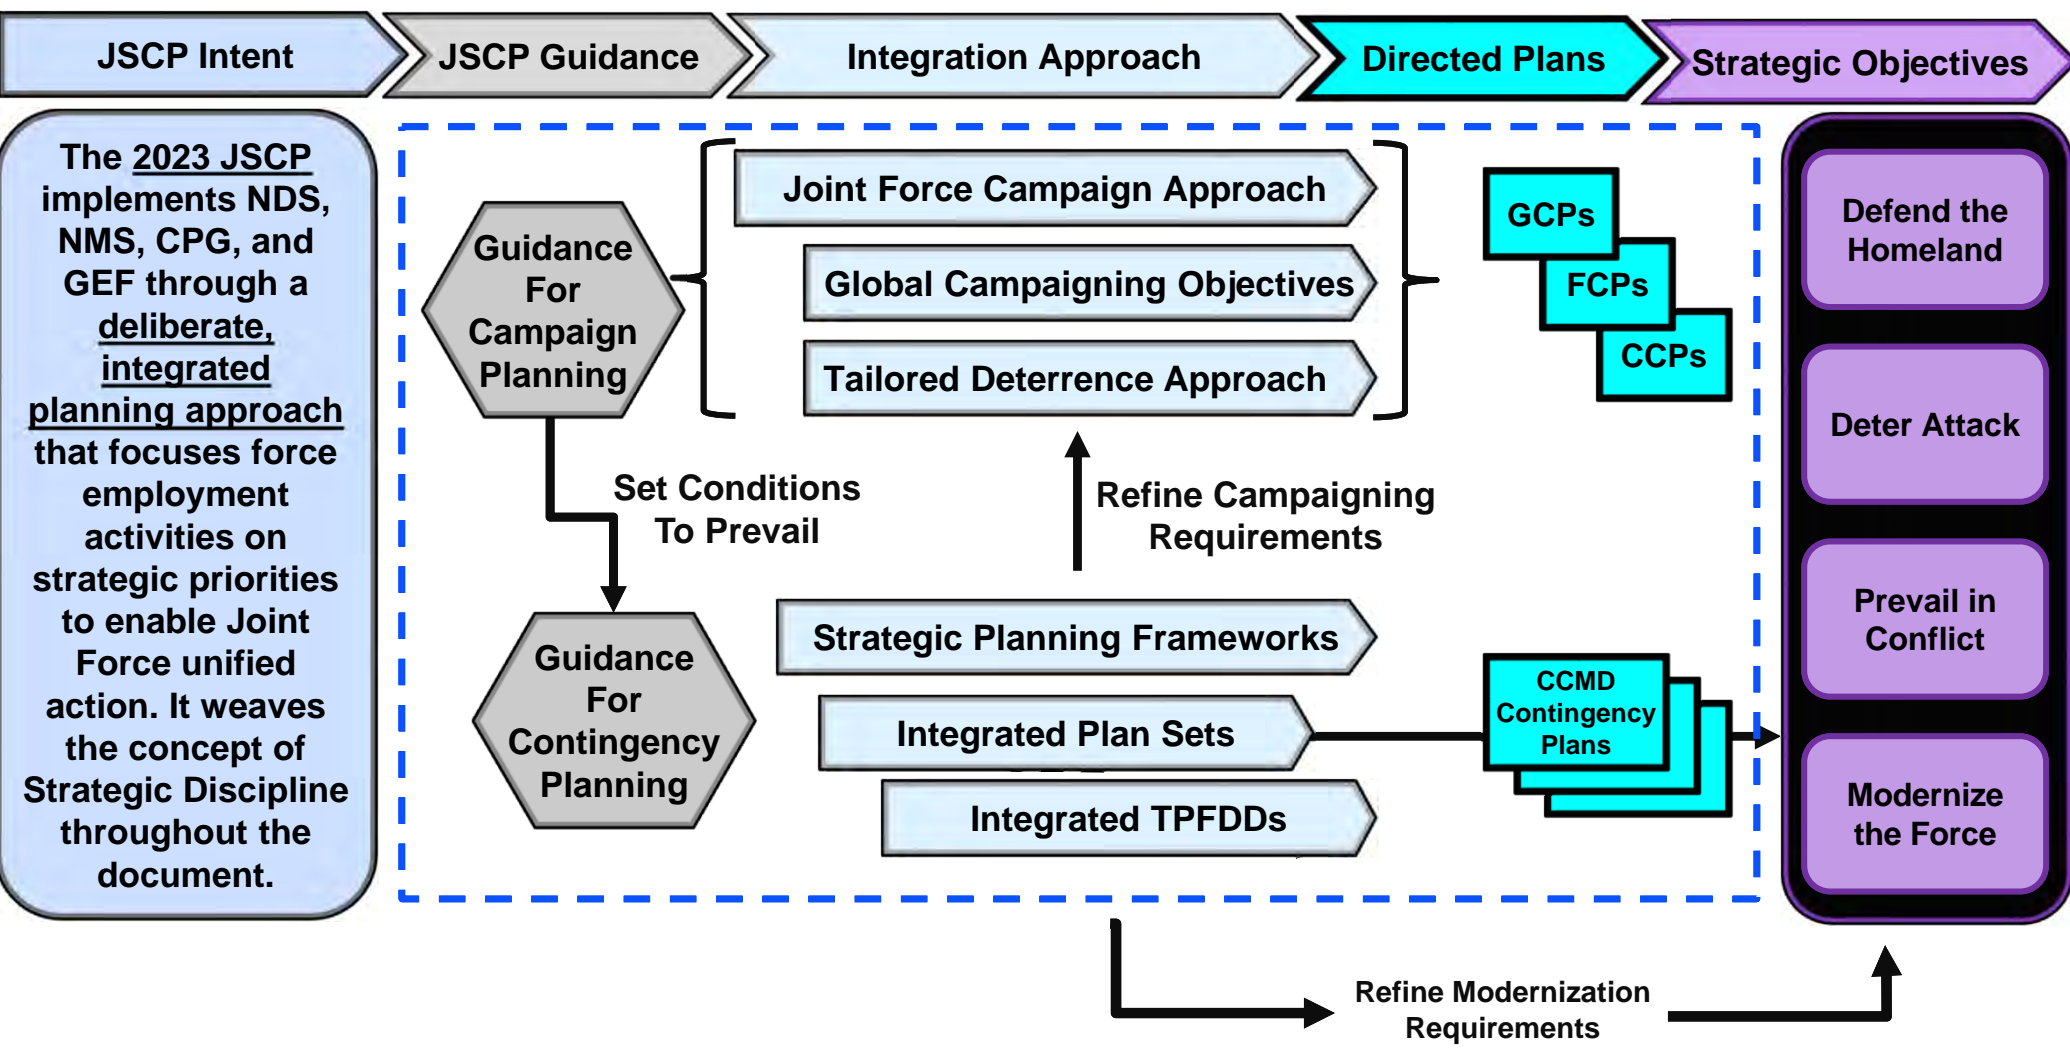 JSCP Intent
JSCP Guidance
Integration Approach
Directed Plans
Strategic Objectives
The 2023 JSCP
implements NDS,
NMS, CPG, and
GEF through a
deliberate,
integrated
planning approach
that focuses force
employment
activities on
strategic priorities
to enable Joint
Force unified
action. It weaves
the concept of
Strategic Discipline
throughout the
document.
Guidance
For
Campaign
Planning
Joint Force Campaign Approach
Global Campaigning Objectives
Tailored Deterrence Approach
GCPs
FCPs
CCPs
Set Conditions
To Prevail
Refine Campaigning
Requirements
Guidance
For
Contingency
Planning
Strategic Planning Frameworks
Integrated Plan Sets
Integrated TPFDDs
CCMD
Contingency
Plans
Defend the
Homeland
Deter Attack
Prevail in
Conflict
Modernize
the Force
Refine Modernization
Requirements